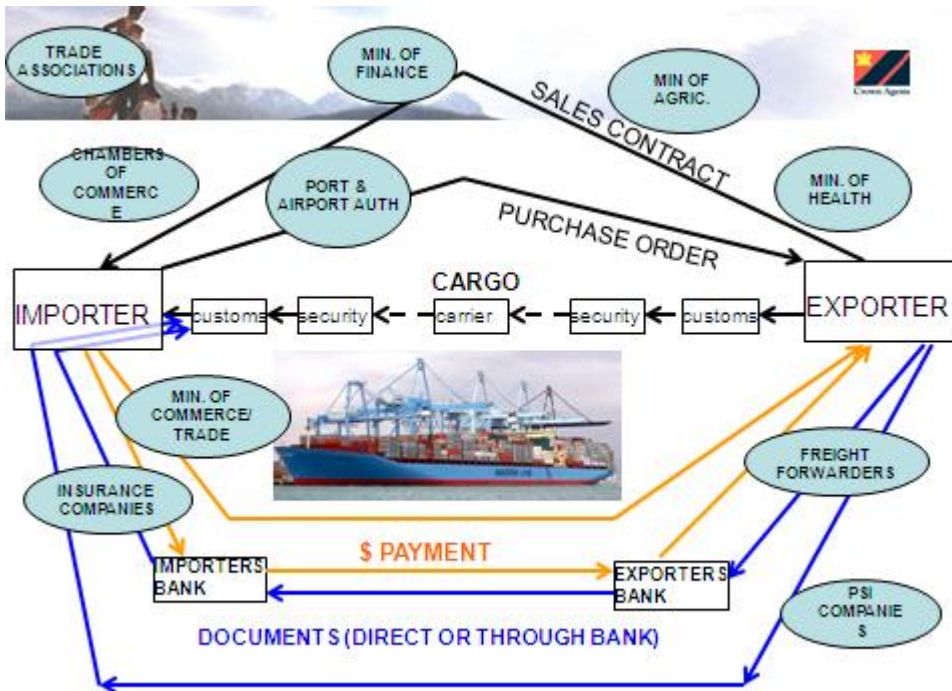 TRADE
ASSOCIATIONS
MIN. OF
FINANCE
MIN OF
AGRIC.
Crown Agents
SALES CONTRACT
CHAMBERS
OF
COMMERC
E
PORT &
AIRPORT AUTH
MIN. OF
HEALTH
PURCHASE ORDER
CARGO
IMPORTER
customs
security
carrier
security
customs
EXPORTER
MIN. OF
COMMERCE/
TRADE
INSURANCE
COMPANIES
FREIGHT
FORWARDERS
$ PAYMENT
IMPORTERS
BANK
EXPORTERS
BANK
PSI
COMPANIE
S
DOCUMENTS (DIRECT OR THROUGH BANK)